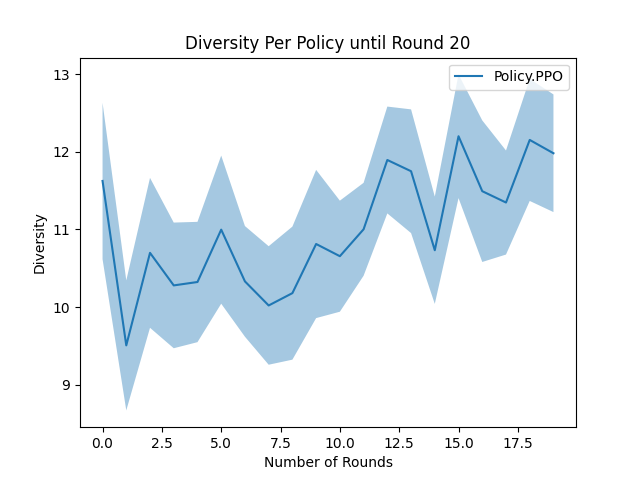 Diversity Per Policy until Round 20
Policy.PPO
Diversity
13
12
11
10
9
0.0 2.5 5.0 7.5 10.0 12.5 15.0 17.5
Number of Rounds